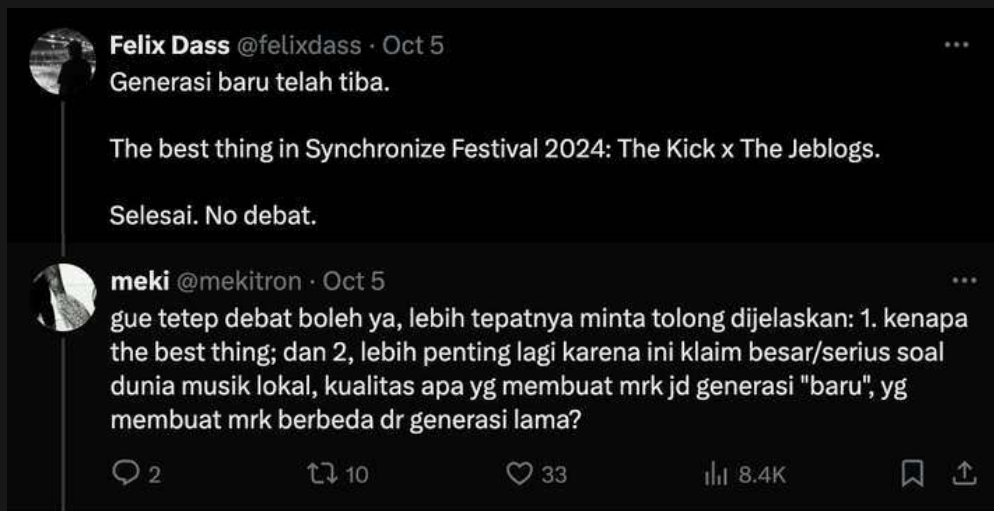 Felix Dass @felixdass · Oct 5
Generasi baru telah tiba.
The best thing in Synchronize Festival 2024: The Kick x The Jeblogs.
Selesai. No debat.
meki @mekitron · Oct 5
gue tetep debat boleh ya, lebih tepatnya minta tolong dijelaskan: 1. kenapa
the best thing; dan 2, lebih penting lagi karena ini klaim besar/serius soal
dunia musik lokal, kualitas apa yg membuat mrk jd generasi "baru", yg
membuat mrk berbeda dr generasi lama?
2 10 33 8.4K